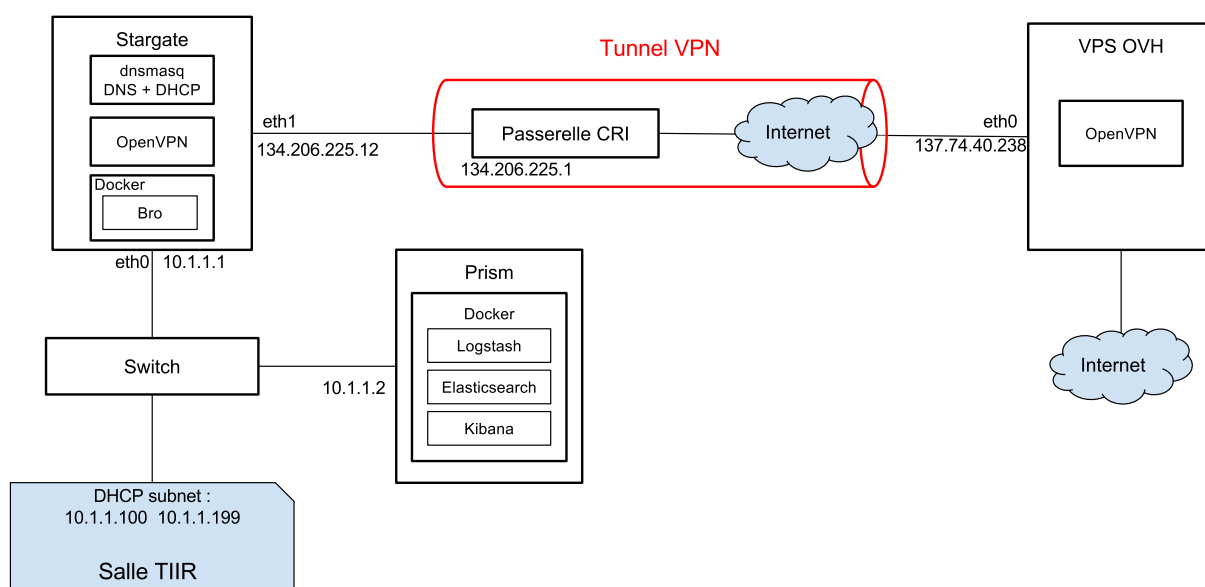 Stargate
dnsmasq
DNS + DHCP
OpenVPN
Docker
Bro
eth1
134.206.225.12
eth0
10.1.1.1
Tunnel VPN
Passerelle CRI
134.206.225.1
Internet
VPS OVH
eth0
137.74.40.238
OpenVPN
Internet
Switch
10.1.1.2
Prism
Docker
Logstash
Elasticsearch
Kibana
DHCP subnet :
10.1.1.100 10.1.1.199
Salle TIIR